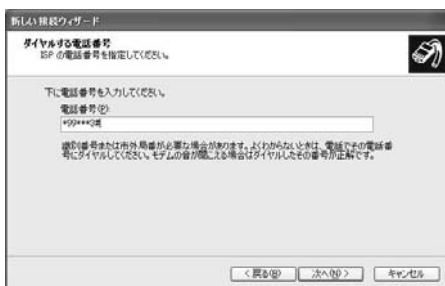 新しい接続ウィザード
ダイヤルする電話番号
ISP の電話番号を指定してください。
下に電話番号を入力してください。
電話番号(P):
*99***3#
識別番号または市外局番が必要な場合があります。よくわからないときは、電話でその電話番
号にダイヤルしてください。モデムの音が聞こえる場合はダイヤルしたその番号が正解です。
< 戻る(B)
次へ(N) >
キャンセル